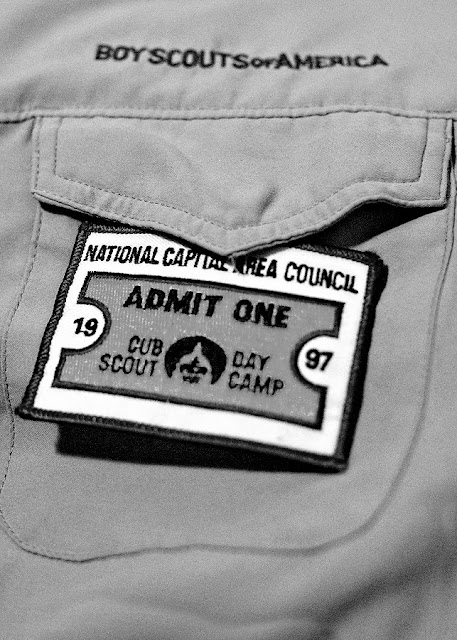 BOY SCOUTS OF AMERICA
NATIONAL CAPITAL AREA COUNCIL
ADMIT ONE
19 97
CUB DAY
SCOUT CAMP